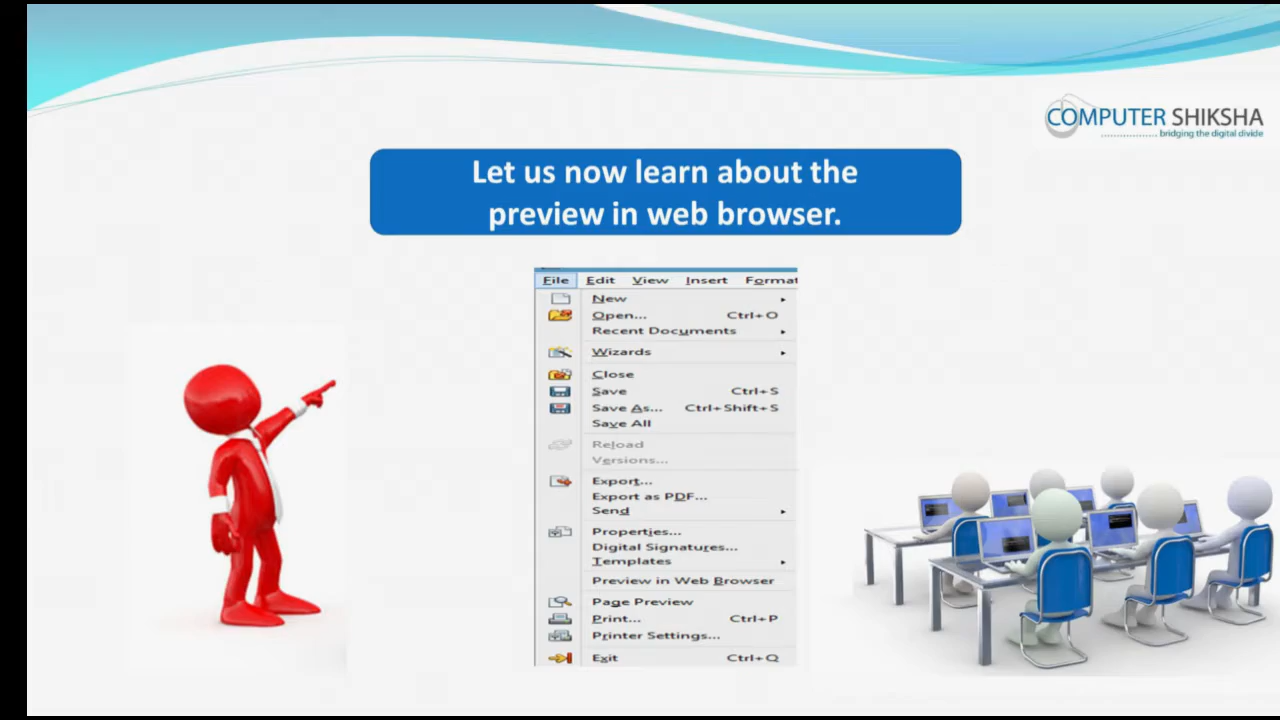 COMPUTER SHIKSHA
bridging the digital divide
Let us now learn about the
preview in web browser.
File Edit View Insert Format
New
Open... Ctrl+O
Recent Documents
Wizards
Close
Save Ctrl+S
Save As... Ctrl+Shift+S
Save All
Reload
Versions...
Export...
Export as PDF...
Send
Properties...
Digital Signatures...
Templates
Preview in Web Browser
Page Preview
Print... Ctrl+P
Printer Settings...
Exit Ctrl+Q